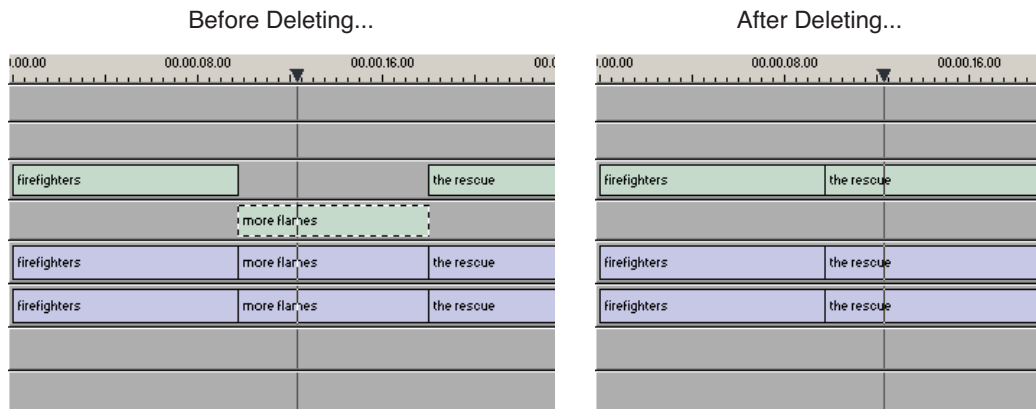 Before Deleting...
After Deleting...
0.00.00 00.00.08.00 00.00.16.00 00.0
0.00.00 00.00.08.00 00.00.16.00
firefighters the rescue
more flames
firefighters more flames the rescue
firefighters more flames the rescue
firefighters the rescue
firefighters the rescue
firefighters the rescue